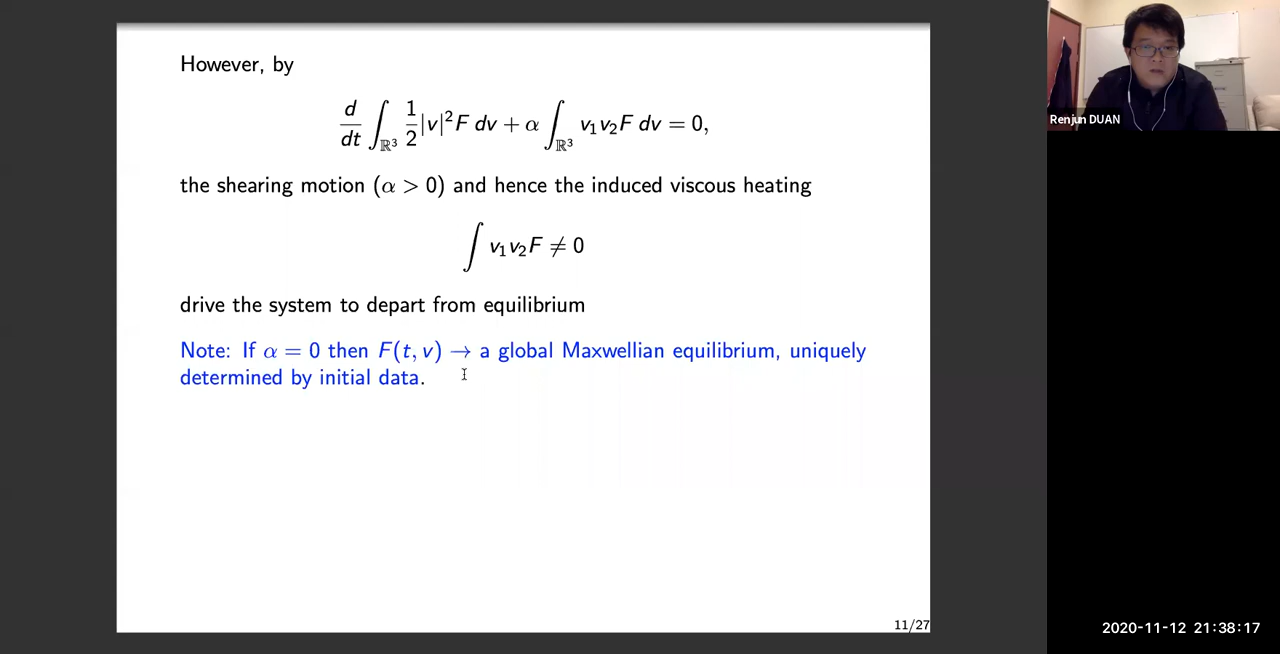 However, by
d/dt ∫_{ℝ³} 1/2 |v|² F dv + α ∫_{ℝ³} v₁v₂F dv = 0,
the shearing motion (α > 0) and hence the induced viscous heating
∫ v₁v₂F ≠ 0
drive the system to depart from equilibrium
Note: If α = 0 then F(t, v) → a global Maxwellian equilibrium, uniquely
determined by initial data.
11/27
Renjun DUAN
2020-11-12 21:38:17